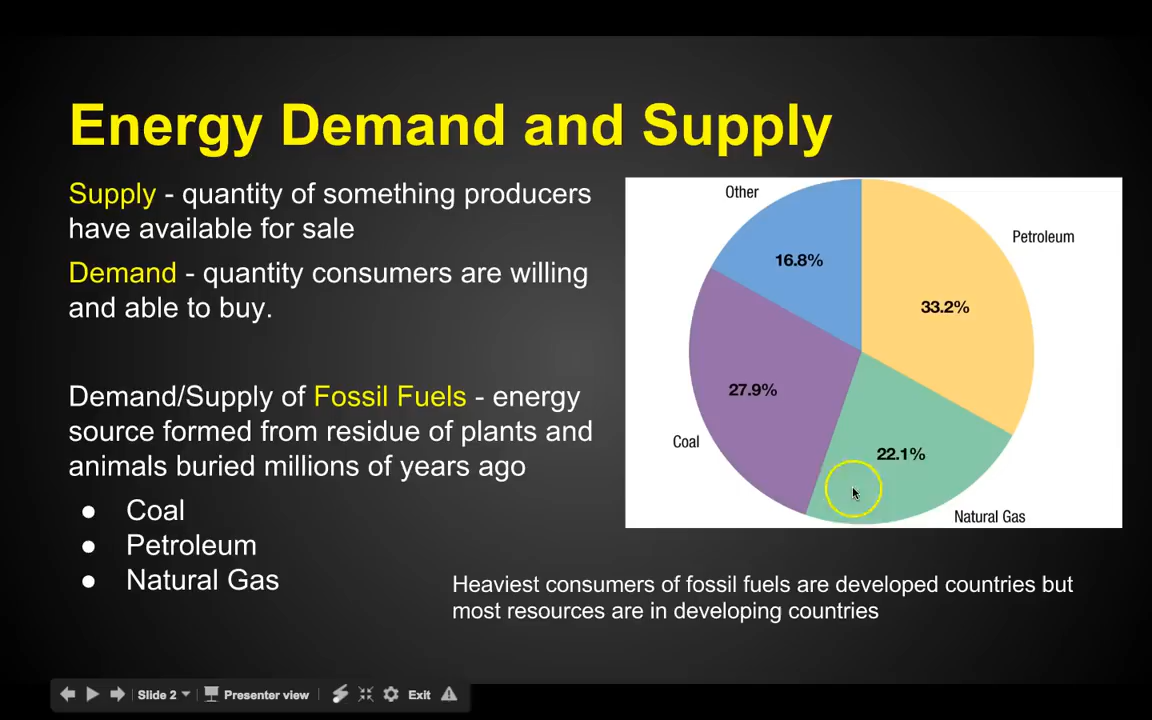 Energy Demand and Supply
Supply - quantity of something producers
have available for sale
Demand - quantity consumers are willing
and able to buy.
Demand/Supply of Fossil Fuels - energy
source formed from residue of plants and
animals buried millions of years ago
● Coal
● Petroleum
● Natural Gas
Other
Petroleum
16.8%
33.2%
27.9%
Coal
22.1%
Natural Gas
Heaviest consumers of fossil fuels are developed countries but
most resources are in developing countries
Slide 2 Presenter view Exit